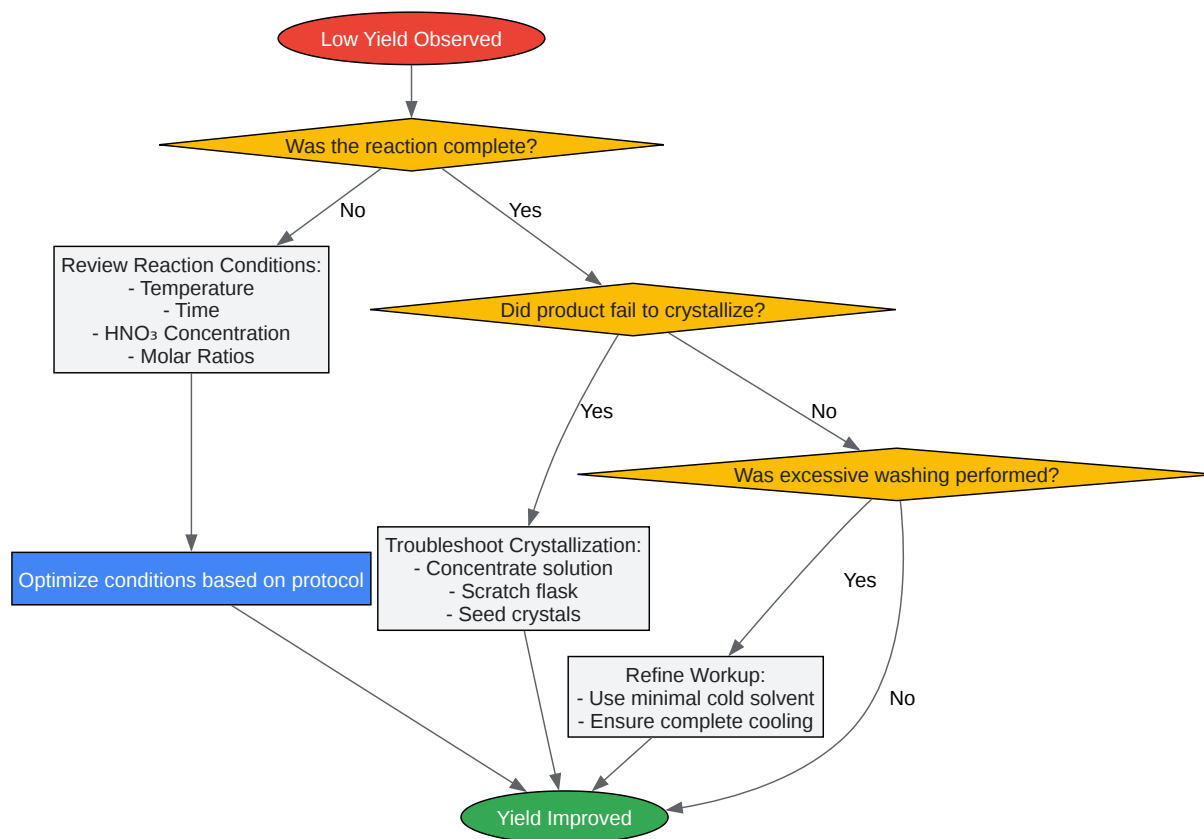 Low Yield Observed
Was the reaction complete?
No
Yes
Review Reaction Conditions:
- Temperature
- Time
- HNO₃ Concentration
- Molar Ratios
Did product fail to crystallize?
Yes
No
Was excessive washing performed?
Troubleshoot Crystallization:
- Concentrate solution
- Scratch flask
- Seed crystals
Optimize conditions based on protocol
Yes
No
Refine Workup:
- Use minimal cold solvent
- Ensure complete cooling
Yield Improved